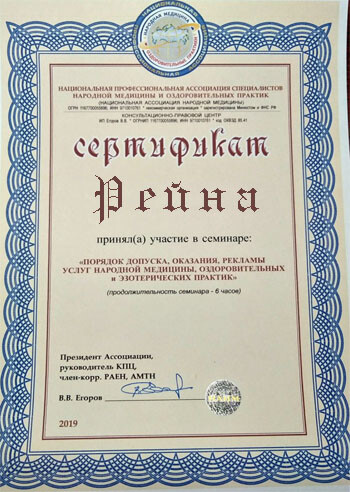 НАРОДНАЯ МЕДИЦИНА
НАЦИОНАЛЬНАЯ ПРОФЕССИОНАЛЬНАЯ АССОЦИАЦИЯ СПЕЦИАЛИСТОВ
НАРОДНОЙ МЕДИЦИНЫ И ОЗДОРОВИТЕЛЬНЫХ ПРАКТИК
(НАЦИОНАЛЬНАЯ АССОЦИАЦИЯ НАРОДНОЙ МЕДИЦИНЫ)
КОНСУЛЬТАЦИОННО-ПРАВОВОЙ ЦЕНТР
сертификат
Рейна
принял(а) участие в семинаре:
«ПОРЯДОК ДОПУСКА, ОКАЗАНИЯ, РЕКЛАМЫ
УСЛУГ НАРОДНОЙ МЕДИЦИНЫ, ОЗДОРОВИТЕЛЬНЫХ
и ЭЗОТЕРИЧЕСКИХ ПРАКТИК»
(продолжительность семинара - 6 часов)
Президент Ассоциации,
руководитель КПЦ,
член-корр. РАЕН, АМТН
В.В. Егоров
2019